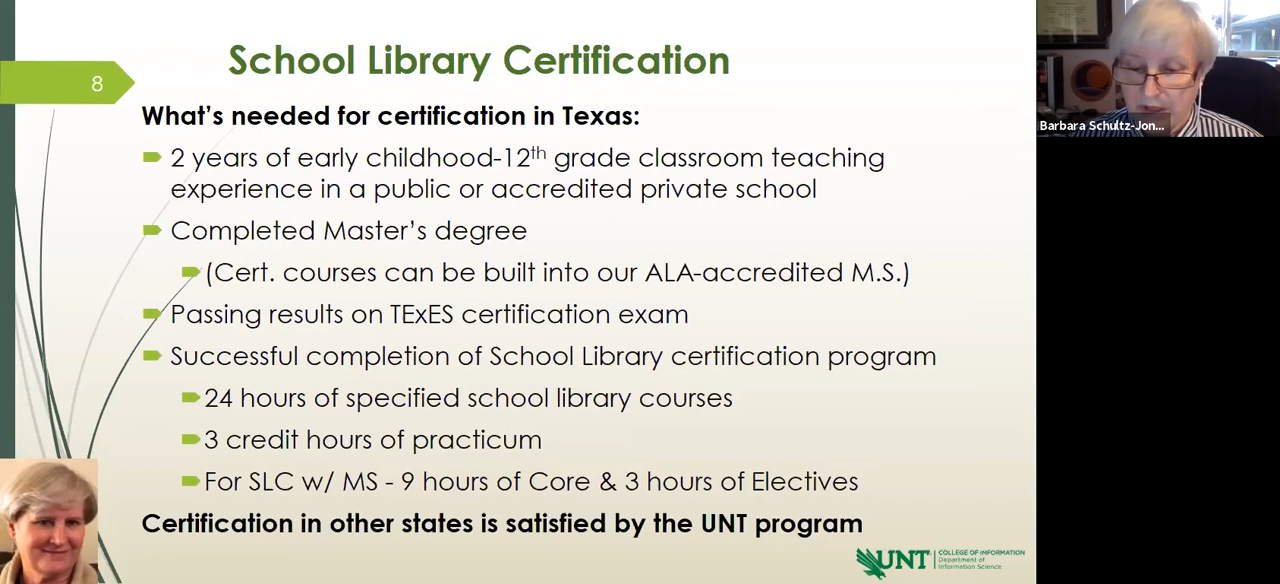 School Library Certification
8
What's needed for certification in Texas:
2 years of early childhood-12th grade classroom teaching
experience in a public or accredited private school
Completed Master's degree
(Cert. courses can be built into our ALA-accredited M.S.)
Passing results on TExES certification exam
Successful completion of School Library certification program
24 hours of specified school library courses
3 credit hours of practicum
For SLC w/ MS - 9 hours of Core & 3 hours of Electives
Certification in other states is satisfied by the UNT program
UNT
COLLEGE OF INFORMATION
Department of
Information Science
Barbara Schultz-Jon...